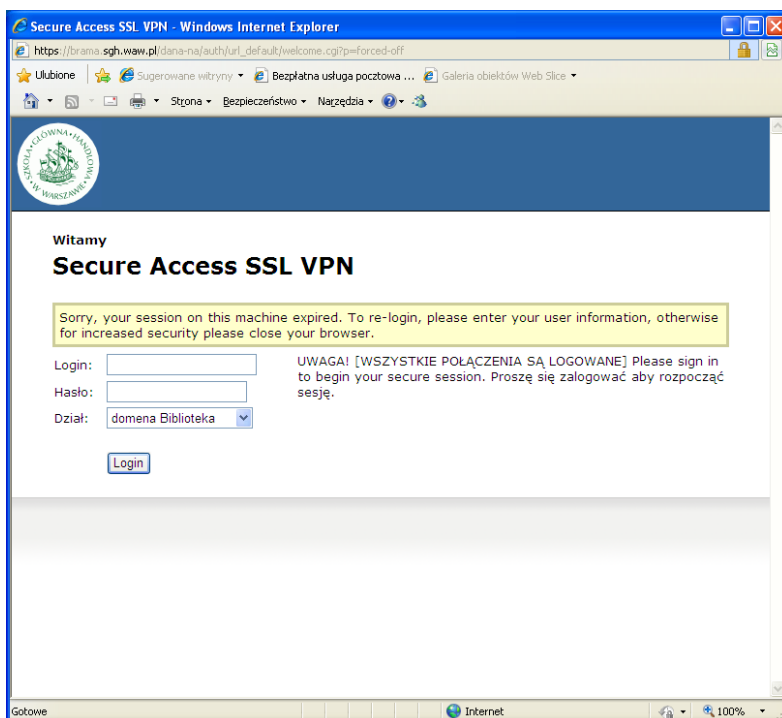 Secure Access SSL VPN - Windows Internet Explorer
https://brama.sgh.waw.pl/dana-na/auth/url_default/welcome.cgi?p=forced-off
Ulubione Sugerowane witryny Bezpłatna usługa pocztowa ... Galeria obiektów Web Slice
Strona Bezpieczeństwo Narzędzia
SZKOŁA GŁÓWNA HANDLOWA W WARSZAWIE
Witamy
Secure Access SSL VPN
Sorry, your session on this machine expired. To re-login, please enter your user information, otherwise
for increased security please close your browser.
Login:
Hasło:
Dział: domena Biblioteka
Login
UWAGA! [WSZYSTKIE POŁĄCZENIA SĄ LOGOWANE] Please sign in
to begin your secure session. Proszę się zalogować aby rozpocząć
sesję.
Gotowe Internet 100%